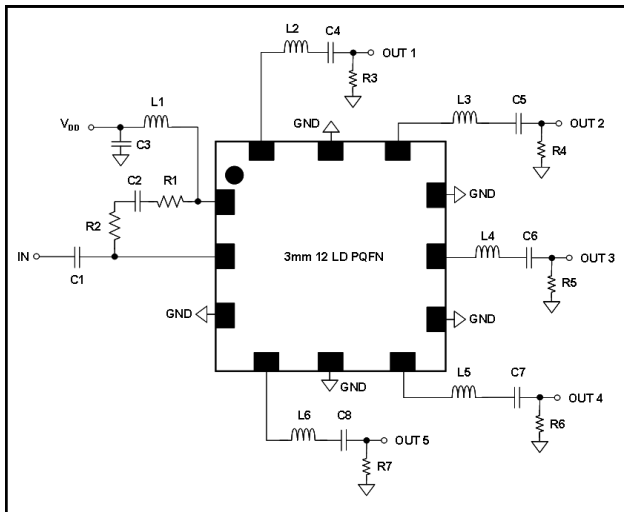 L2
C4
OUT 1
R3
L1
L3
C5
OUT 2
GND
VDD
C3
R4
C2
R1
GND
R2
3mm 12 LD PQFN
L4
C6
IN
OUT 3
C1
R5
GND
GND
GND
L5
C7
OUT 4
L6
C8
R6
OUT 5
R7